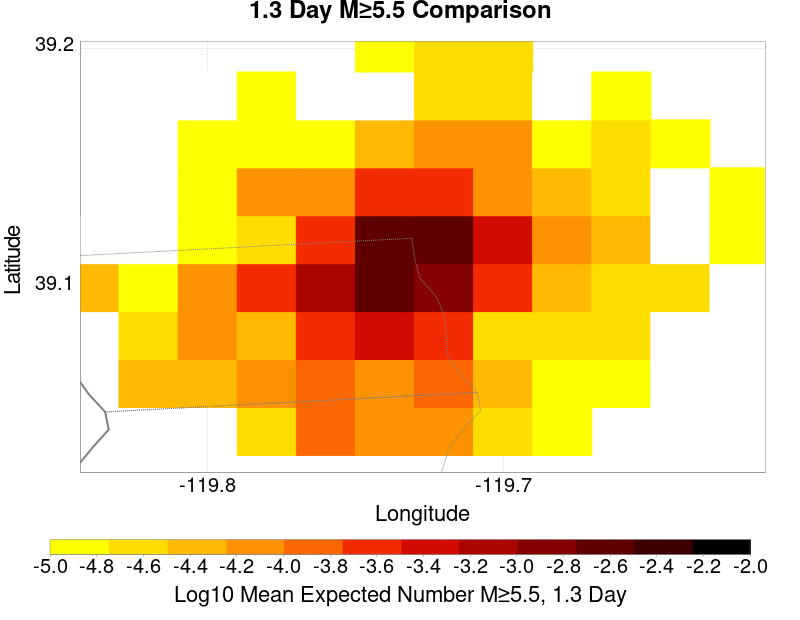 1.3 Day M≥5.5 Comparison
39.2
39.1
Latitude
-119.8 -119.7
Longitude
-5.0 -4.8 -4.6 -4.4 -4.2 -4.0 -3.8 -3.6 -3.4 -3.2 -3.0 -2.8 -2.6 -2.4 -2.2 -2.0
Log10 Mean Expected Number M≥5.5, 1.3 Day